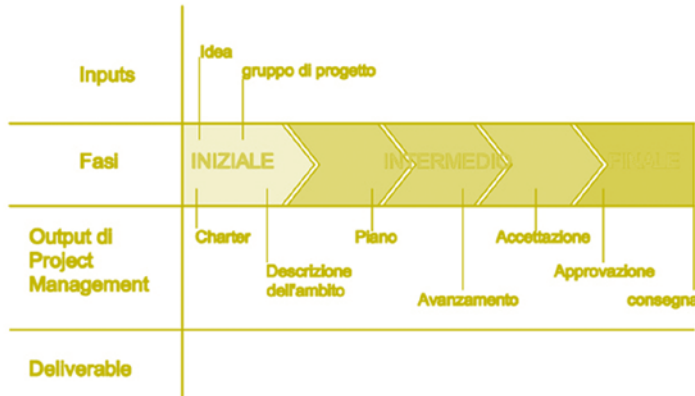 Idea
Inputs
gruppo di progetto
Fasi
INIZIALE
INTERMEDIO
FINALE
Output di
Project
Management
Charter
Piano
Accettazione
Descrizione
dell'ambito
Avanzamento
Approvazione
consegna
Deliverable